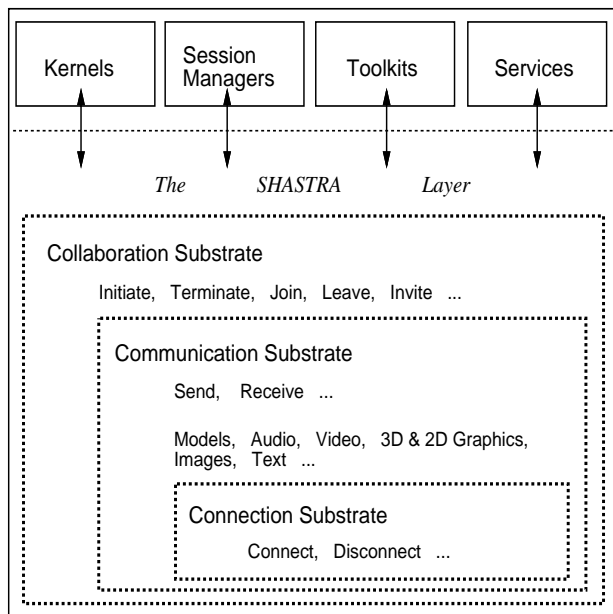 Kernels
Session
Managers
Toolkits
Services
The SHASTRA Layer
Collaboration Substrate
Initiate, Terminate, Join, Leave, Invite ...
Communication Substrate
Send, Receive ...
Models, Audio, Video, 3D & 2D Graphics,
Images, Text ...
Connection Substrate
Connect, Disconnect ...